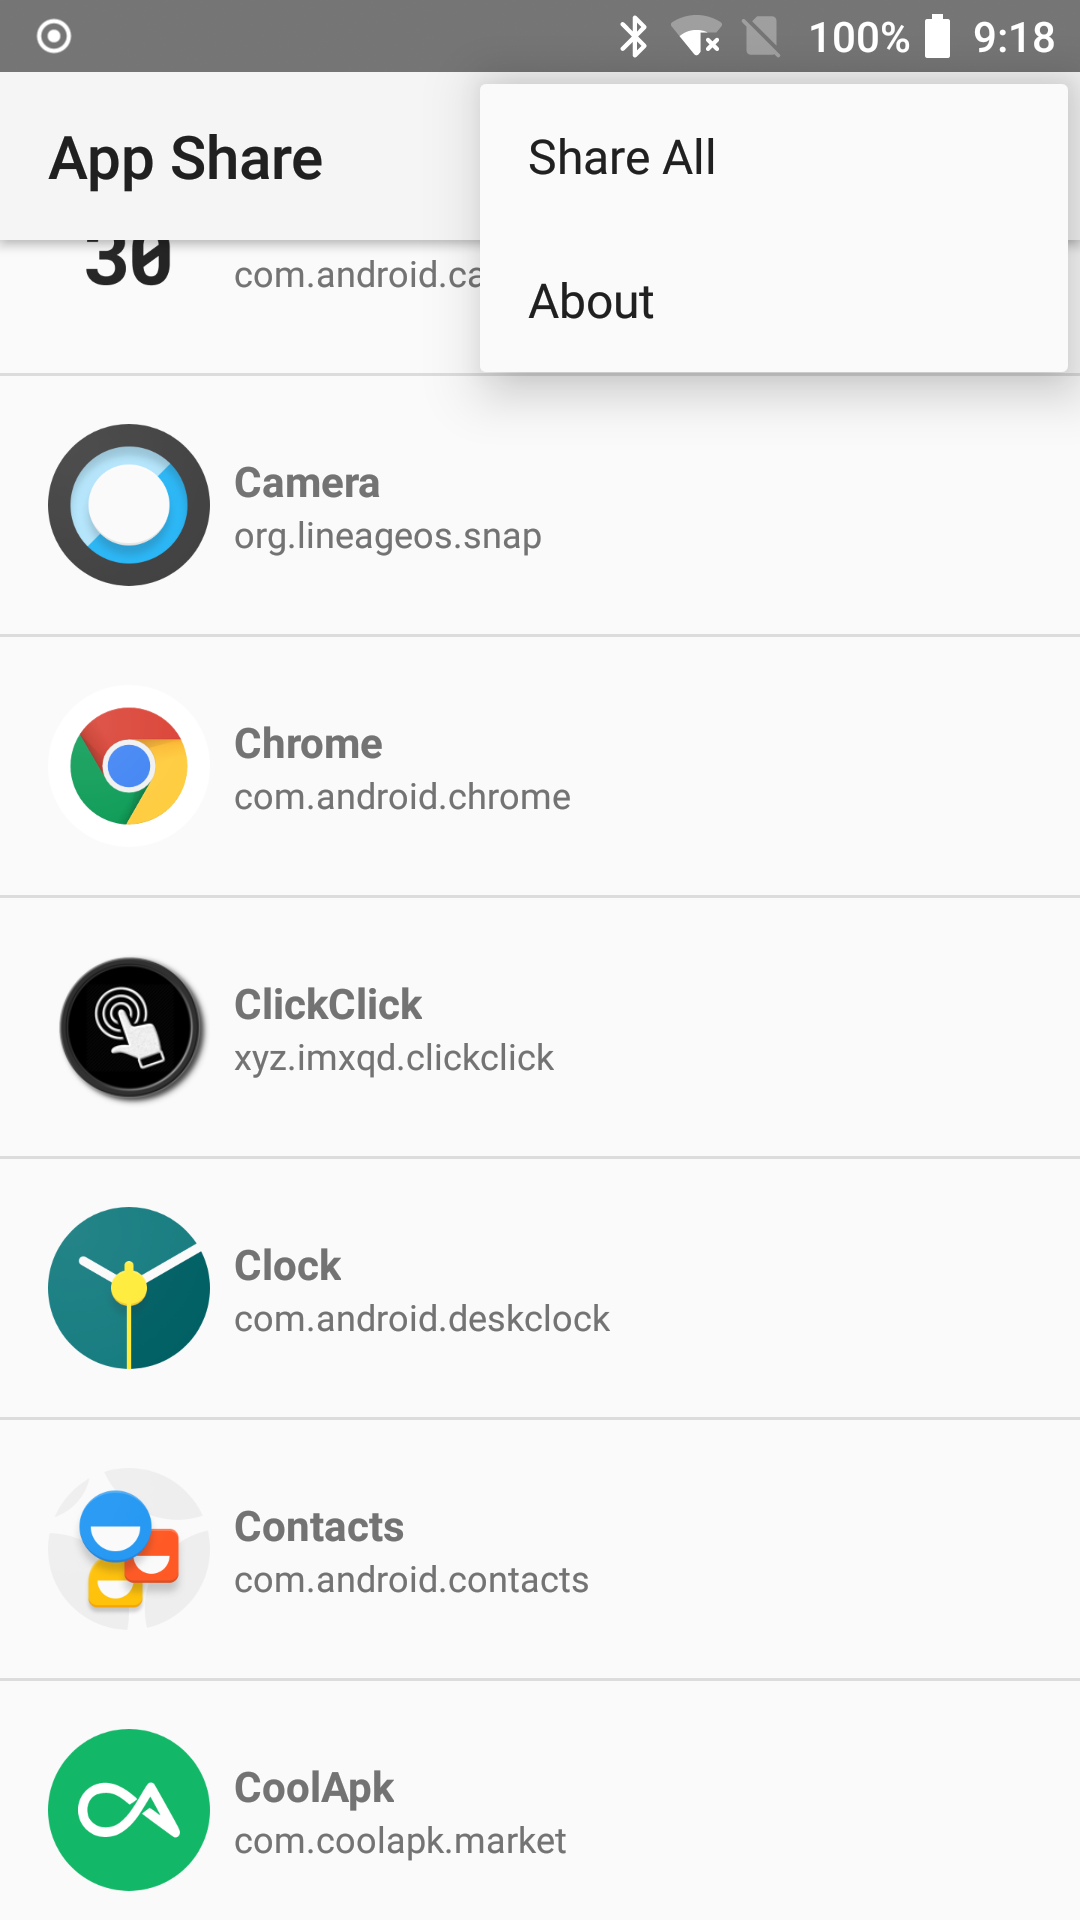 100% 9:18
App Share
Share All
About
30
com.android.ca
Camera
org.lineageos.snap
Chrome
com.android.chrome
ClickClick
xyz.imxqd.clickclick
Clock
com.android.deskclock
Contacts
com.android.contacts
CoolApk
com.coolapk.market